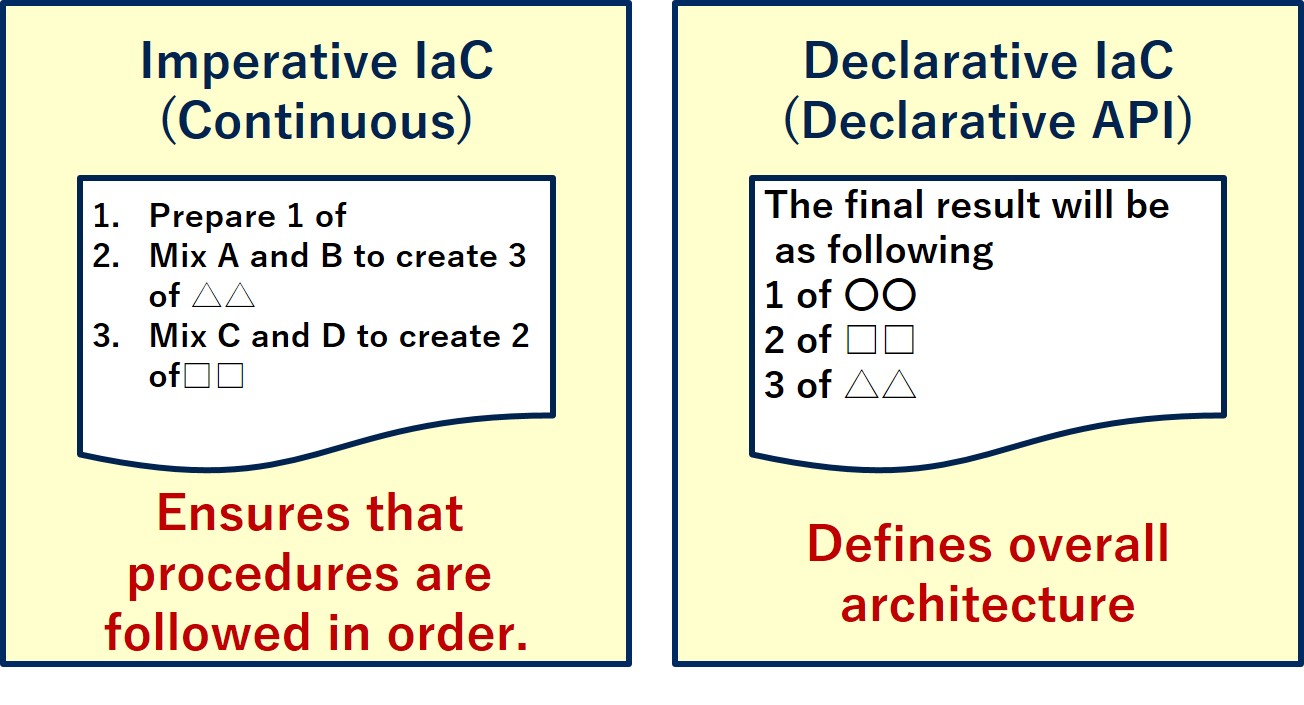 Imperative IaC
(Continuous)
1. Prepare 1 of
2. Mix A and B to create 3
of △△
3. Mix C and D to create 2
of□□
Ensures that
procedures are
followed in order.
Declarative IaC
(Declarative API)
The final result will be
as following
1 of 〇〇
2 of □□
3 of △△
Defines overall
architecture